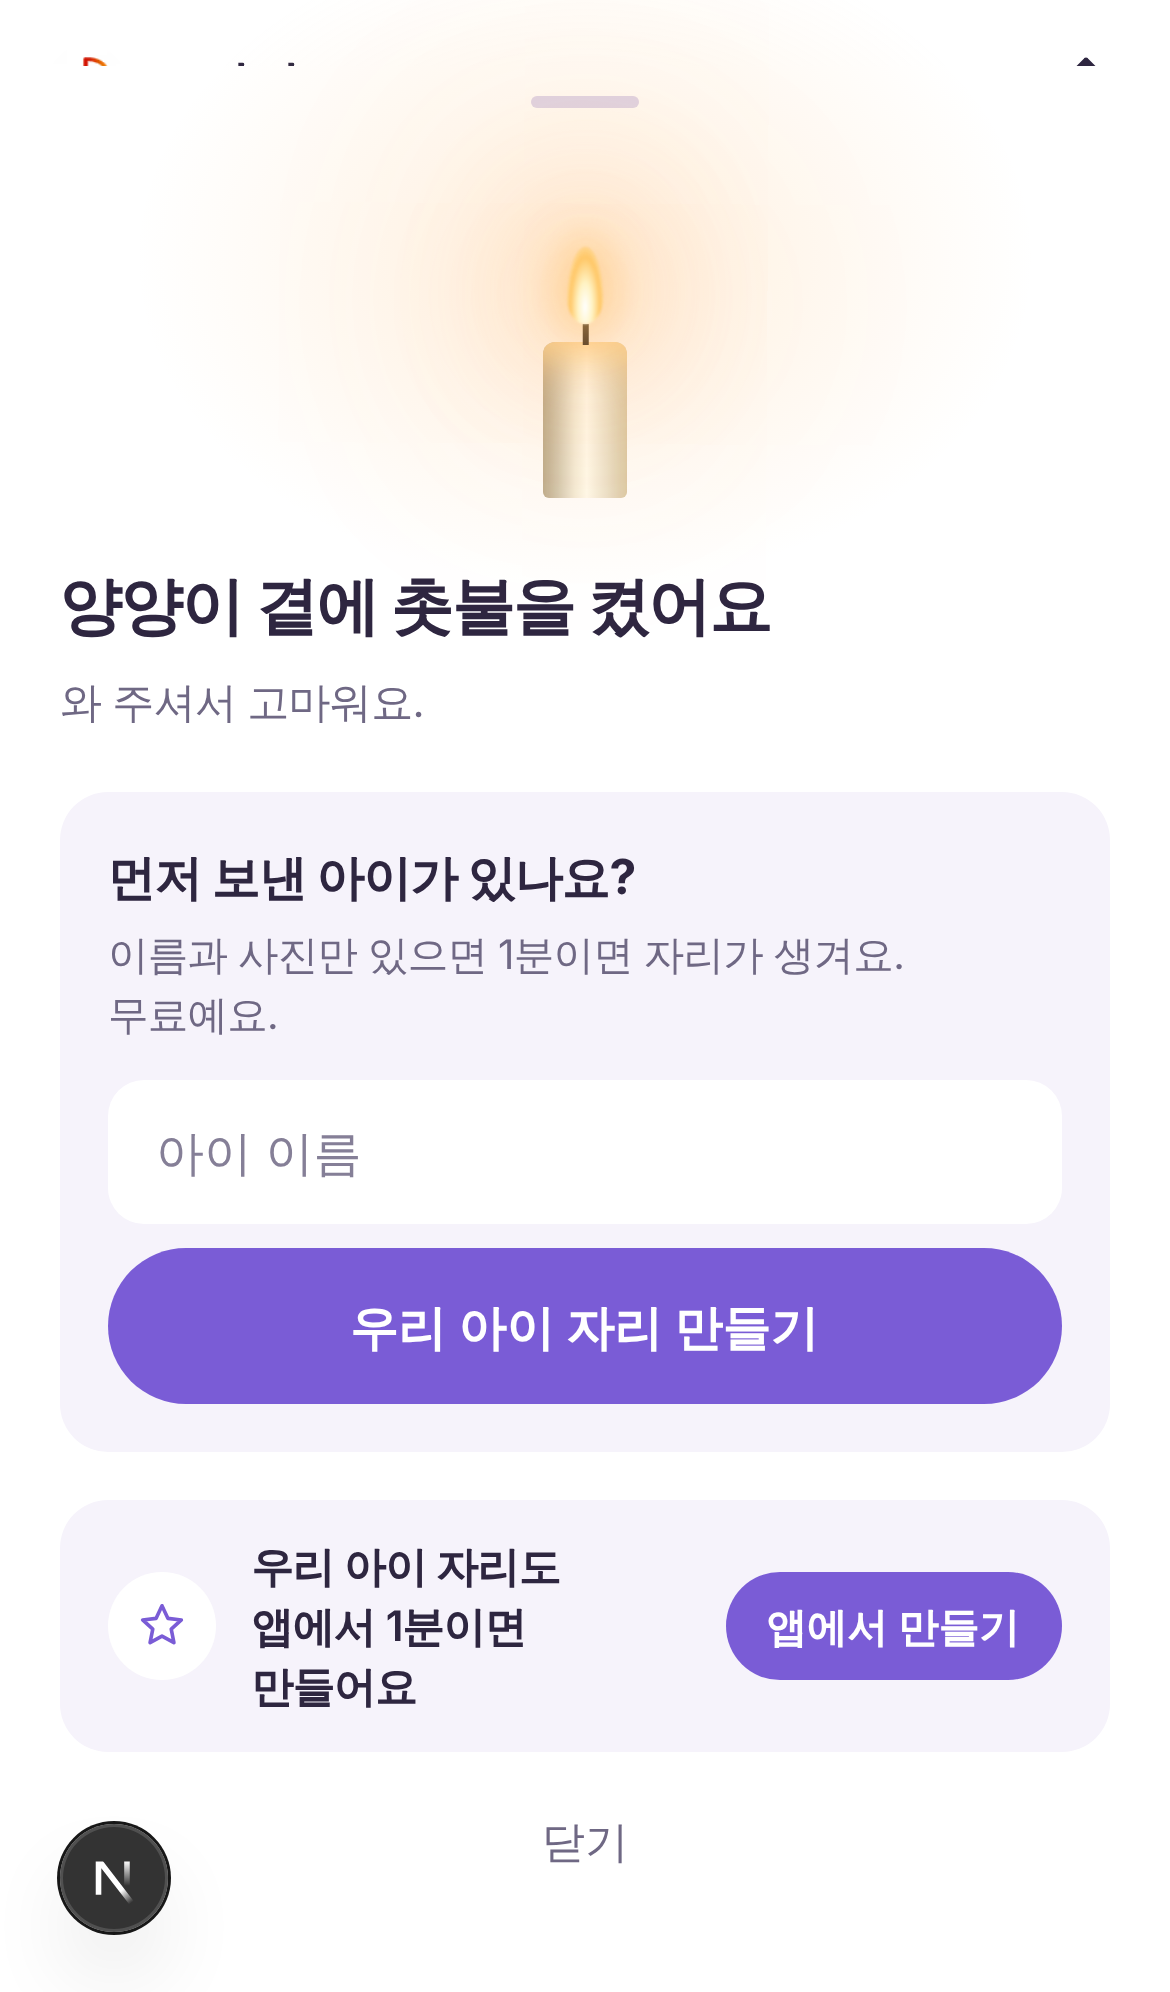 양양이 곁에 촛불을 켰어요
와 주셔서 고마워요.
먼저 보낸 아이가 있나요?
이름과 사진만 있으면 1분이면 자리가 생겨요.
무료예요.
아이 이름
우리 아이 자리 만들기
우리 아이 자리도
앱에서 1분이면
만들어요
앱에서 만들기
닫기
N